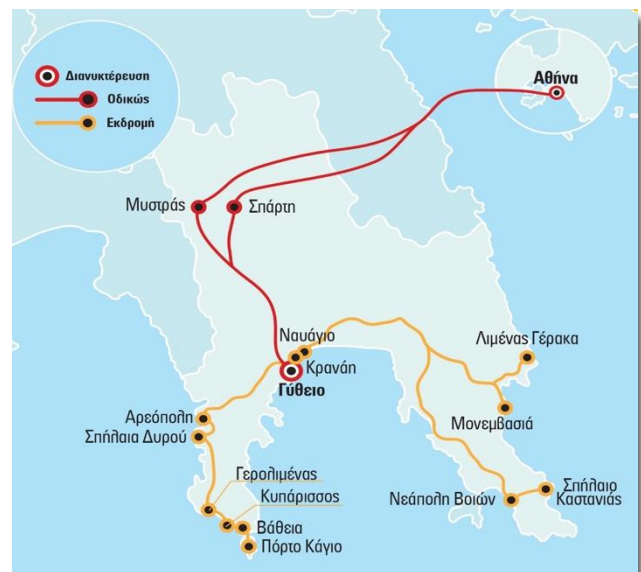 Διανυκτέρευση
Οδικώς
Εκδρομή
Αθήνα
Μυστράς
Σπάρτη
Ναυάγιο
Κρανάη
Γύθειο
Λιμένας Γέρακα
Μονεμβασιά
Αρεόπολη
Σπήλαια Δυρού
Γερολιμένας
Κυπάρισσος
Βάθεια
Πόρτο Κάγιο
Νεάπολη Βοιών
Σπήλαιο
Καστανιάς